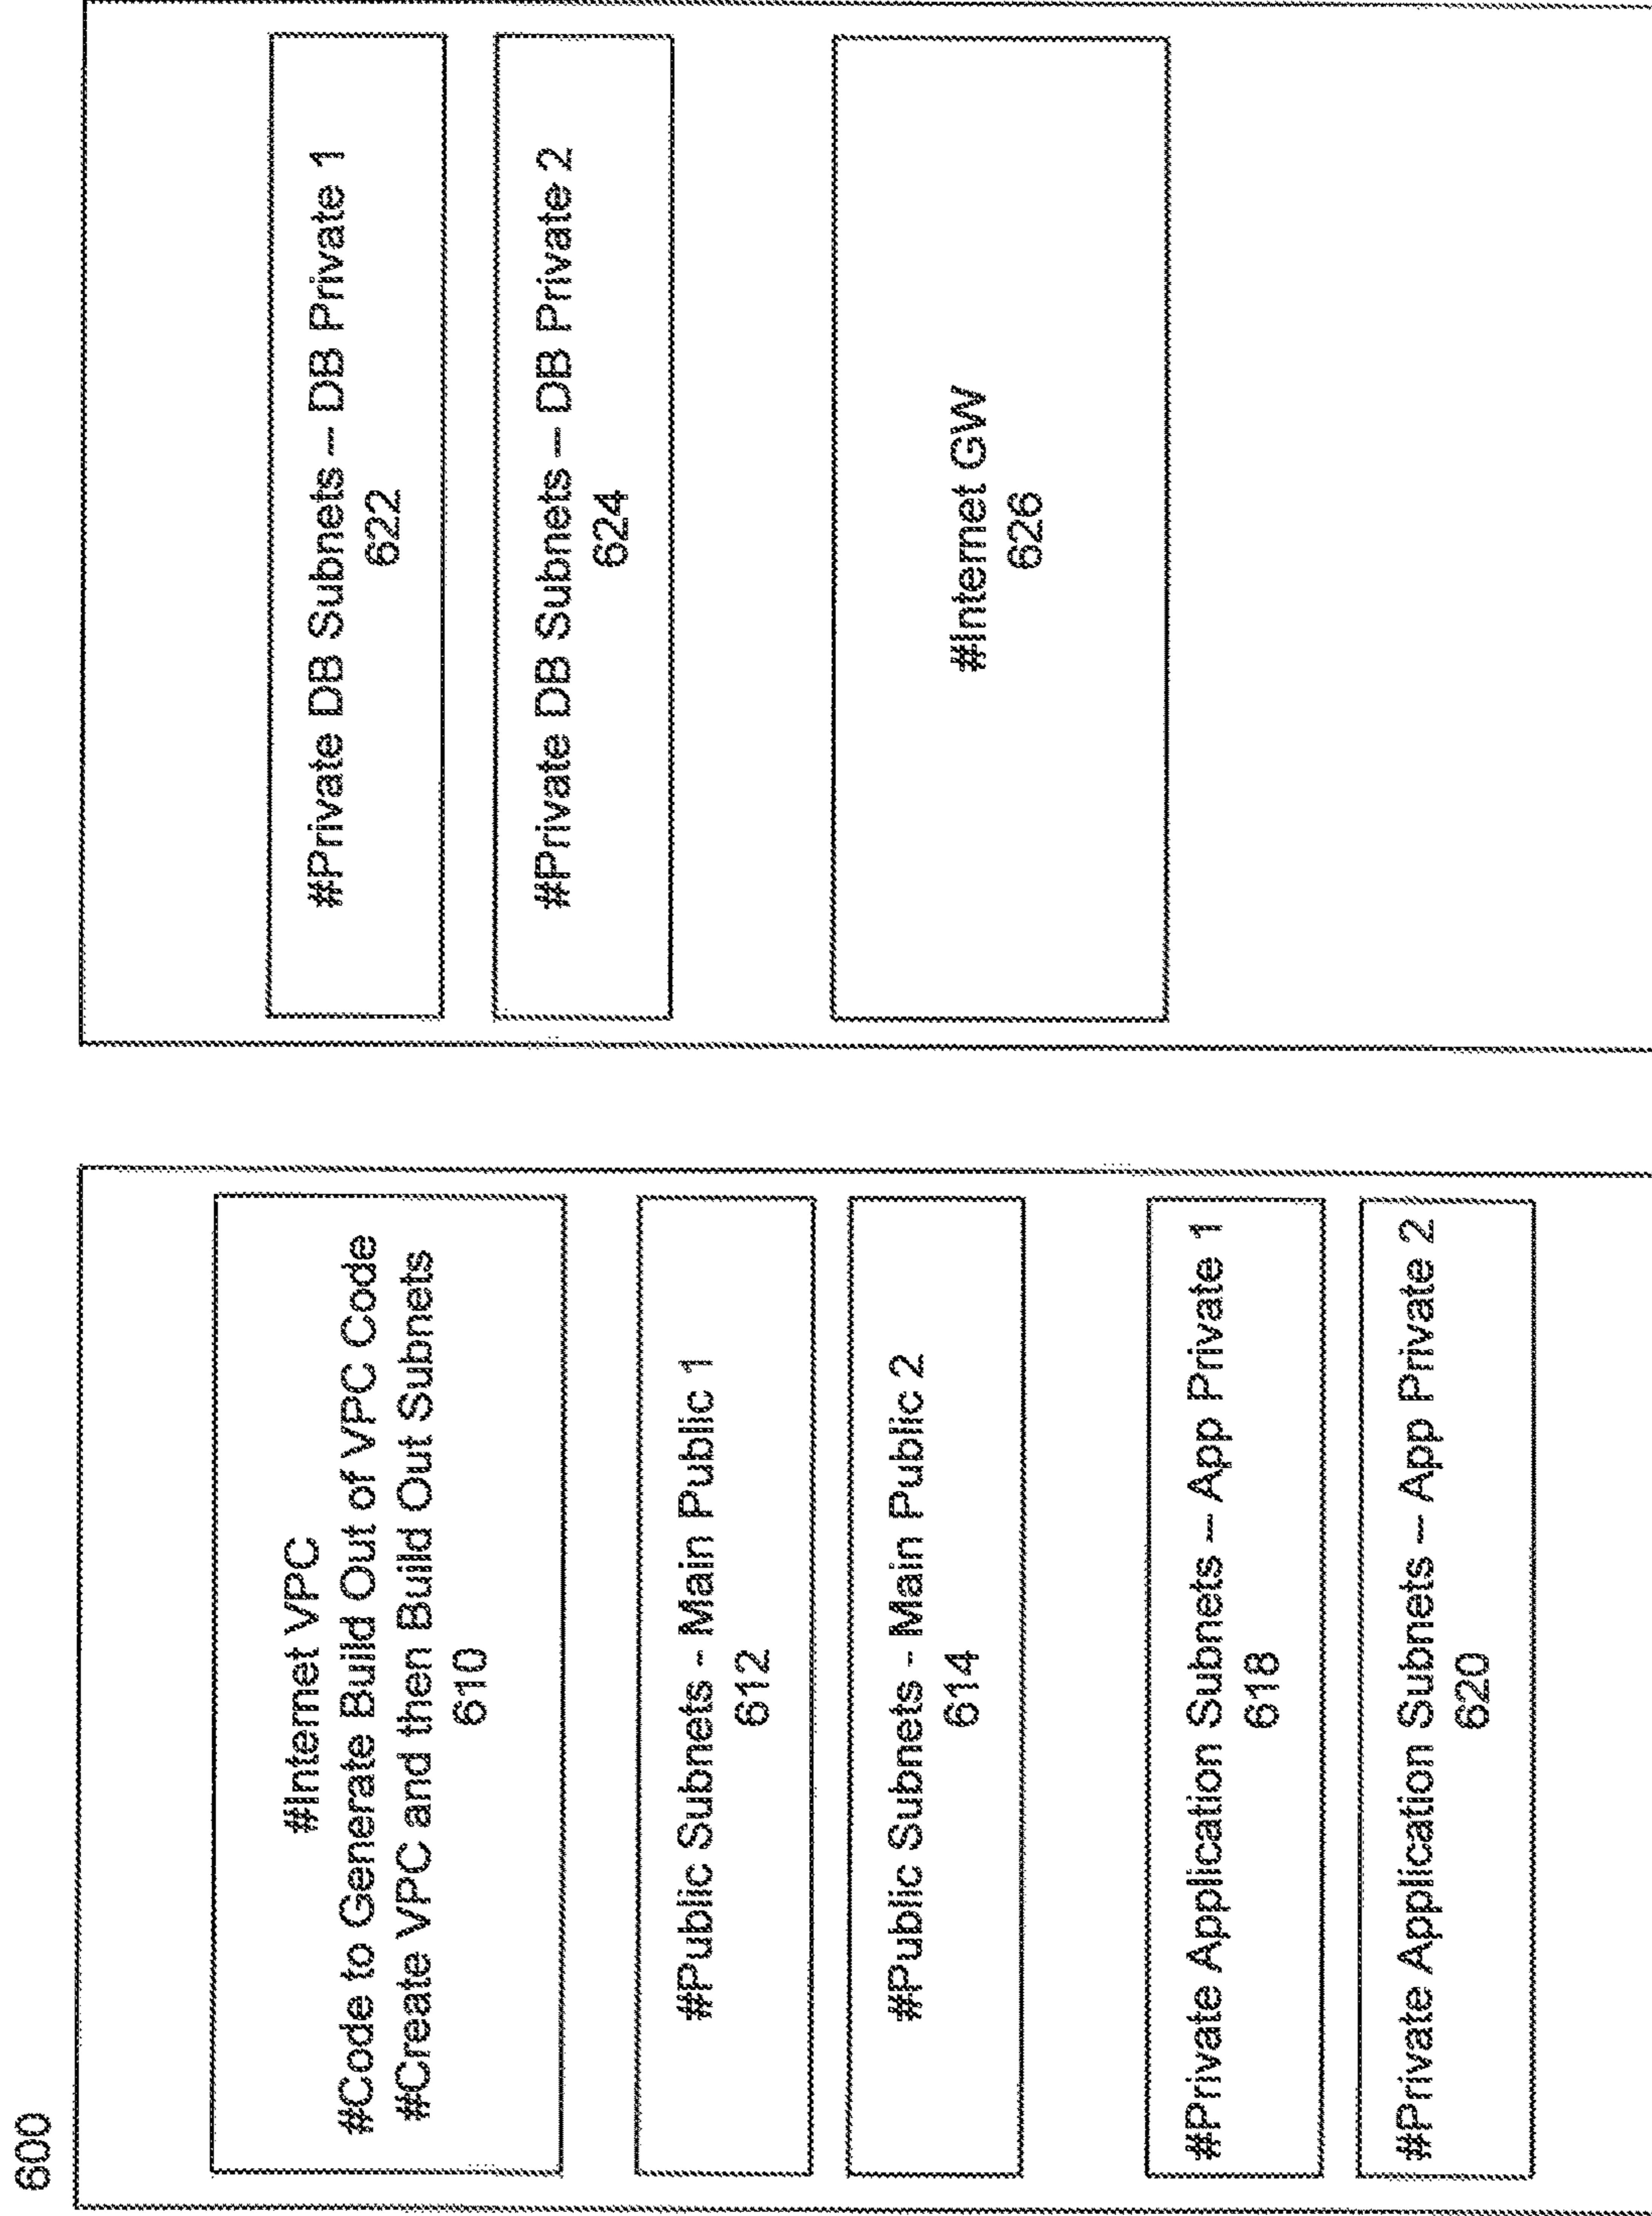 600
#Internet VPC
#Code to Generate Build Out of VPC Code
#Create VPC and then Build Out Subnets
610
#Public Subnets - Main Public 1
612
#Public Subnets - Main Public 2
614
#Private Application Subnets – App Private 1
618
#Private Application Subnets – App Private 2
620
#Private DB Subnets – DB Private 1
622
#Private DB Subnets – DB Private 2
624
#Internet GW
626